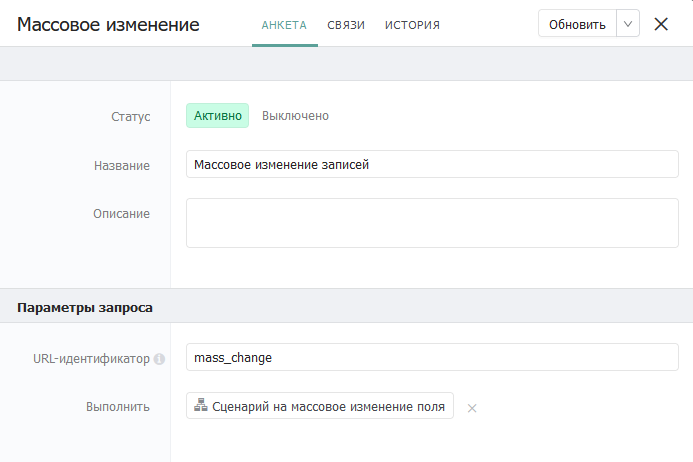 Массовое изменение АНКЕТА СВЯЗИ ИСТОРИЯ Обновить
Статус Активно Выключено
Название Массовое изменение записей
Описание
Параметры запроса
URL-идентификатор mass_change
Выполнить Сценарий на массовое изменение поля